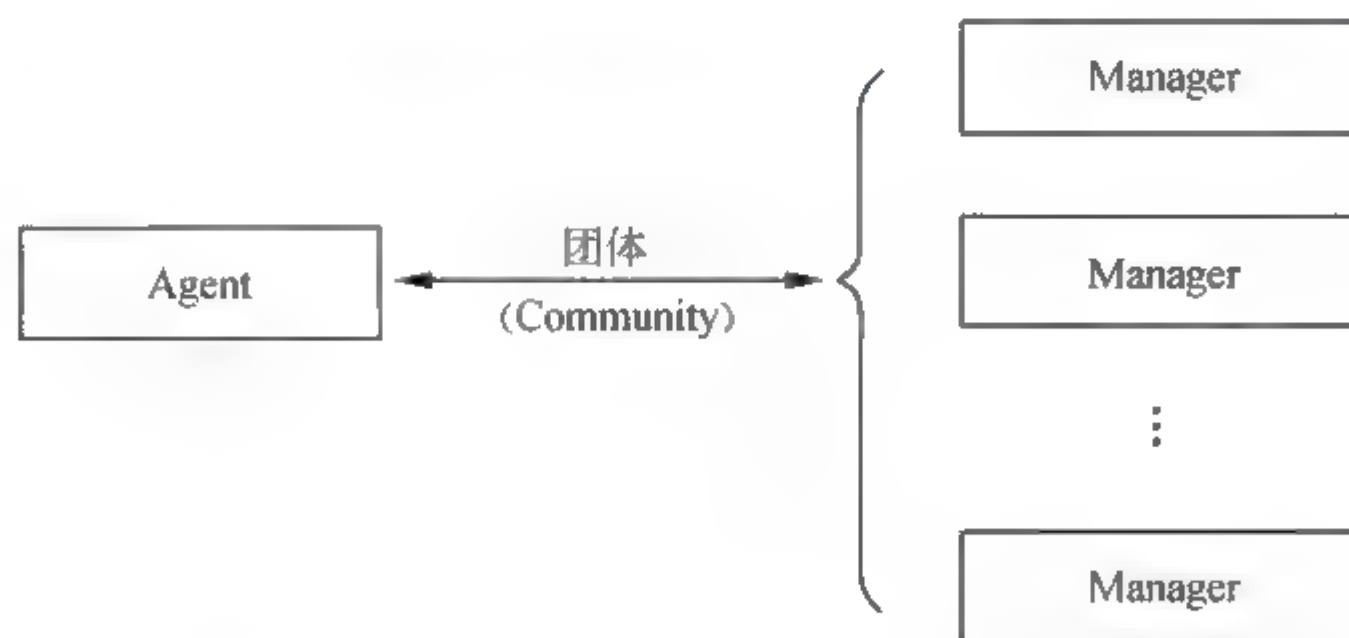 Manager
Agent
团体
(Community)
Manager
⋮
Manager